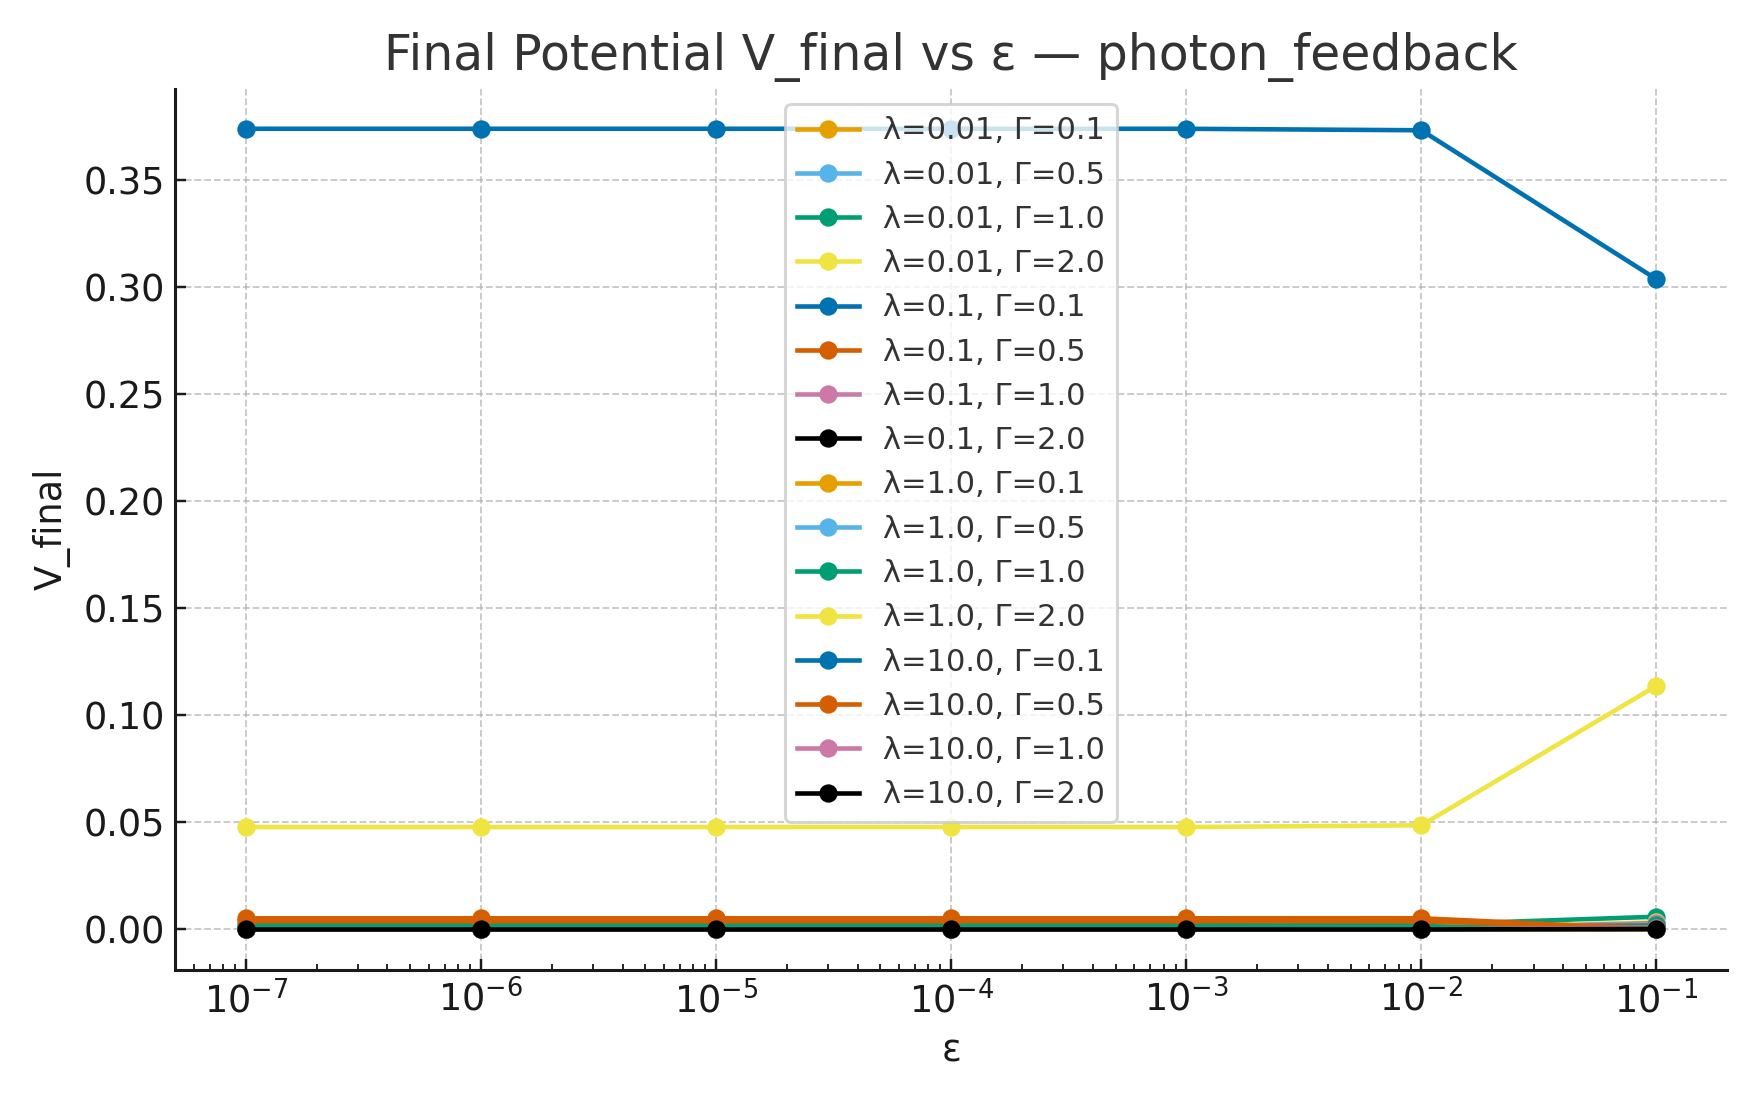 Final Potential V_final vs ε — photon_feedback
V_final
0.35
0.30
0.25
0.20
0.15
0.10
0.05
0.00
λ=0.01, Γ=0.1
λ=0.01, Γ=0.5
λ=0.01, Γ=1.0
λ=0.01, Γ=2.0
λ=0.1, Γ=0.1
λ=0.1, Γ=0.5
λ=0.1, Γ=1.0
λ=0.1, Γ=2.0
λ=1.0, Γ=0.1
λ=1.0, Γ=0.5
λ=1.0, Γ=1.0
λ=1.0, Γ=2.0
λ=10.0, Γ=0.1
λ=10.0, Γ=0.5
λ=10.0, Γ=1.0
λ=10.0, Γ=2.0
10⁻⁷ 10⁻⁶ 10⁻⁵ 10⁻⁴ 10⁻³ 10⁻² 10⁻¹
ε